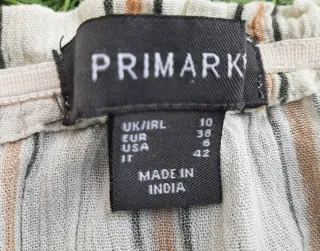 PRIMARK
UK/IRL 10
EUR 38
USA 6
IT 42
MADE IN
INDIA